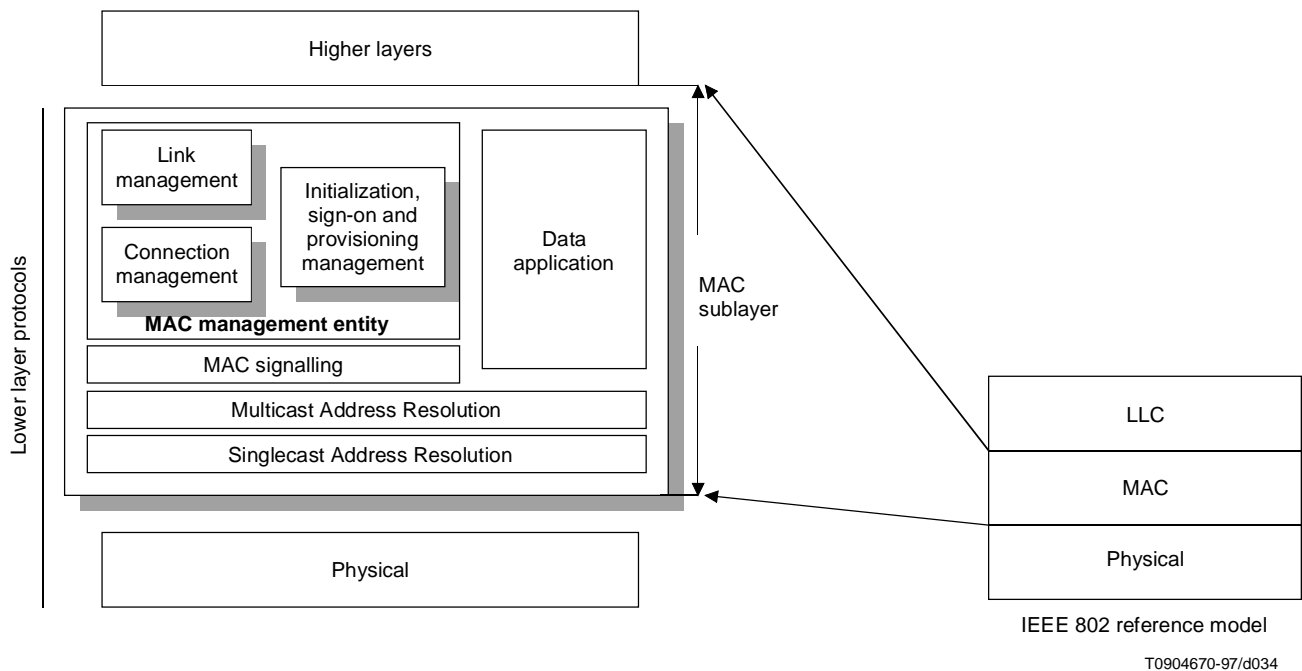 Higher layers
Lower layer protocols
Link
management
Initialization,
sign-on and
provisioning
management
Connection
management
MAC management entity
Data
application
MAC
sublayer
MAC signalling
Multicast Address Resolution
Singlecast Address Resolution
Physical
LLC
MAC
Physical
IEEE 802 reference model
T0904670-97/d034